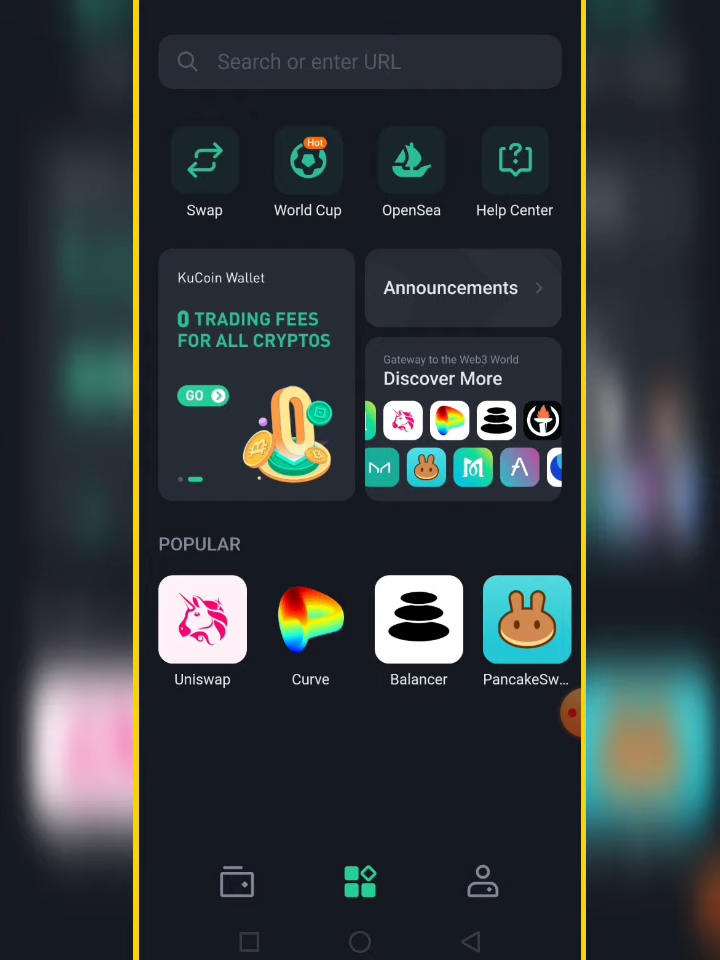 Search or enter URL
Hot
Swap
World Cup
OpenSea
Help Center
KuCoin Wallet
0 TRADING FEES
FOR ALL CRYPTOS
GO
Announcements
Gateway to the Web3 World
Discover More
POPULAR
Uniswap
Curve
Balancer
PancakeSw...